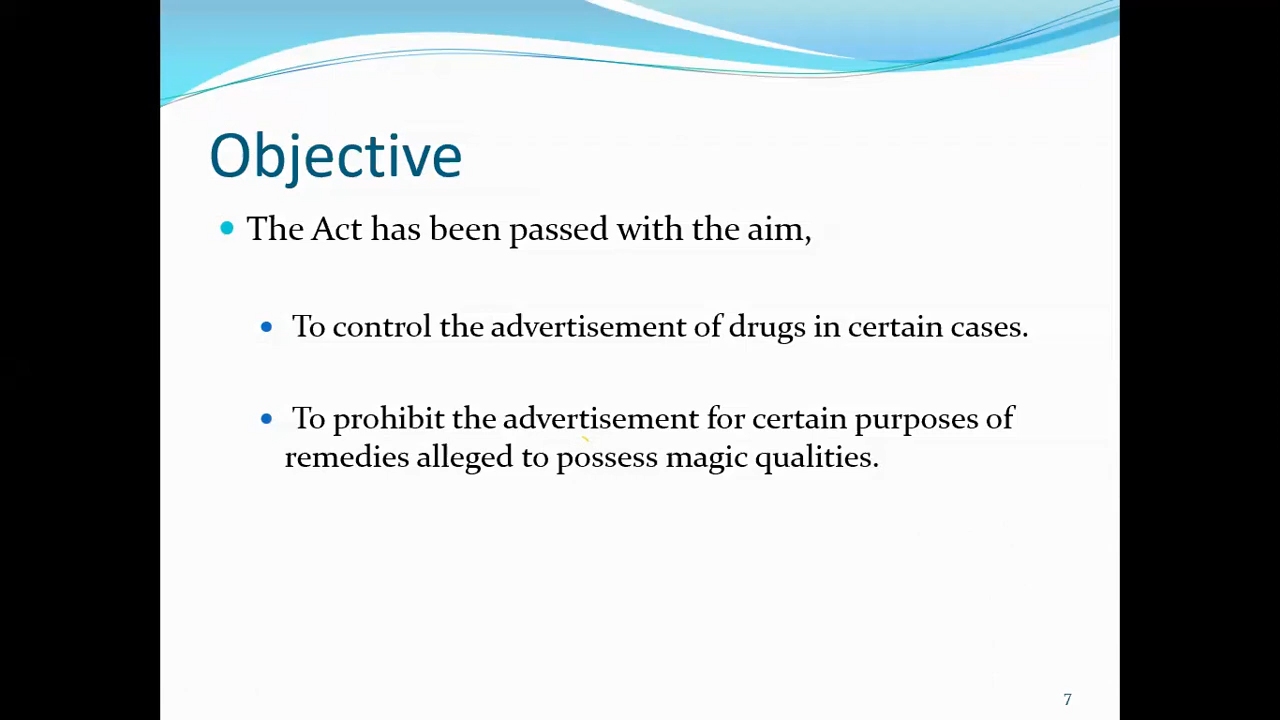 Objective
• The Act has been passed with the aim,
• To control the advertisement of drugs in certain cases.
• To prohibit the advertisement for certain purposes of
remedies alleged to possess magic qualities.
7